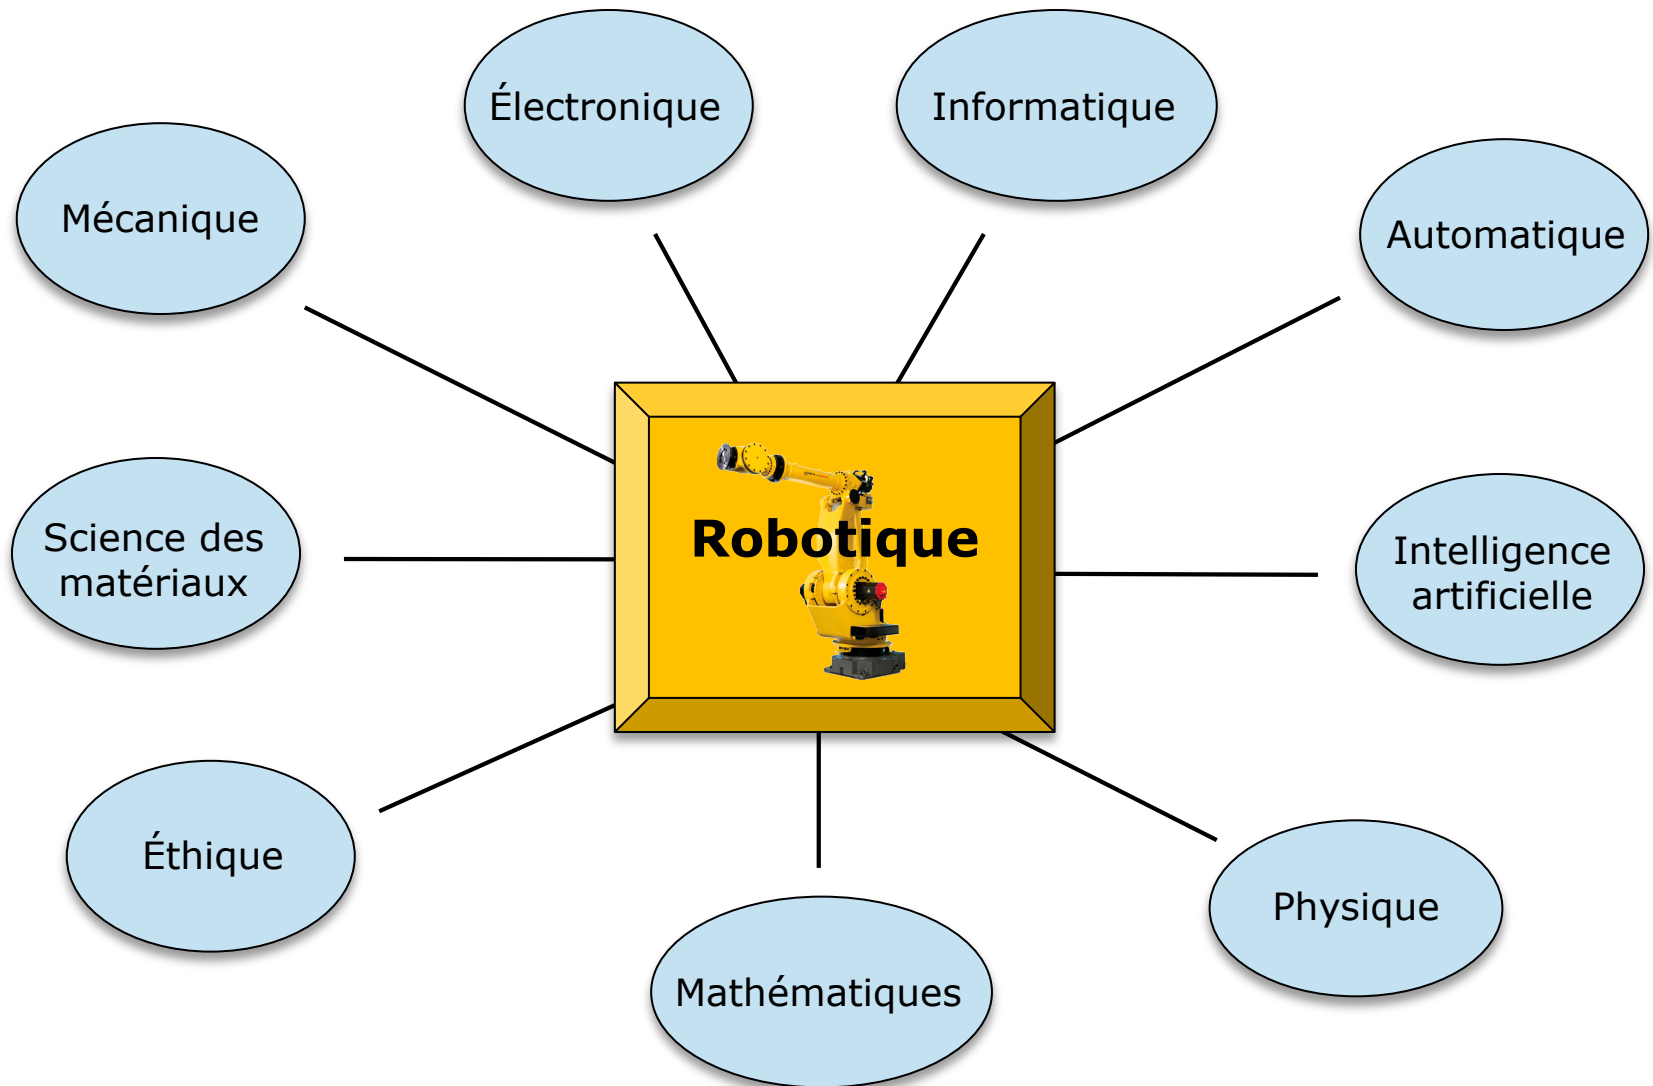 Électronique
Informatique
Mécanique
Automatique
Robotique
Science des
matériaux
Intelligence
artificielle
Éthique
Physique
Mathématiques